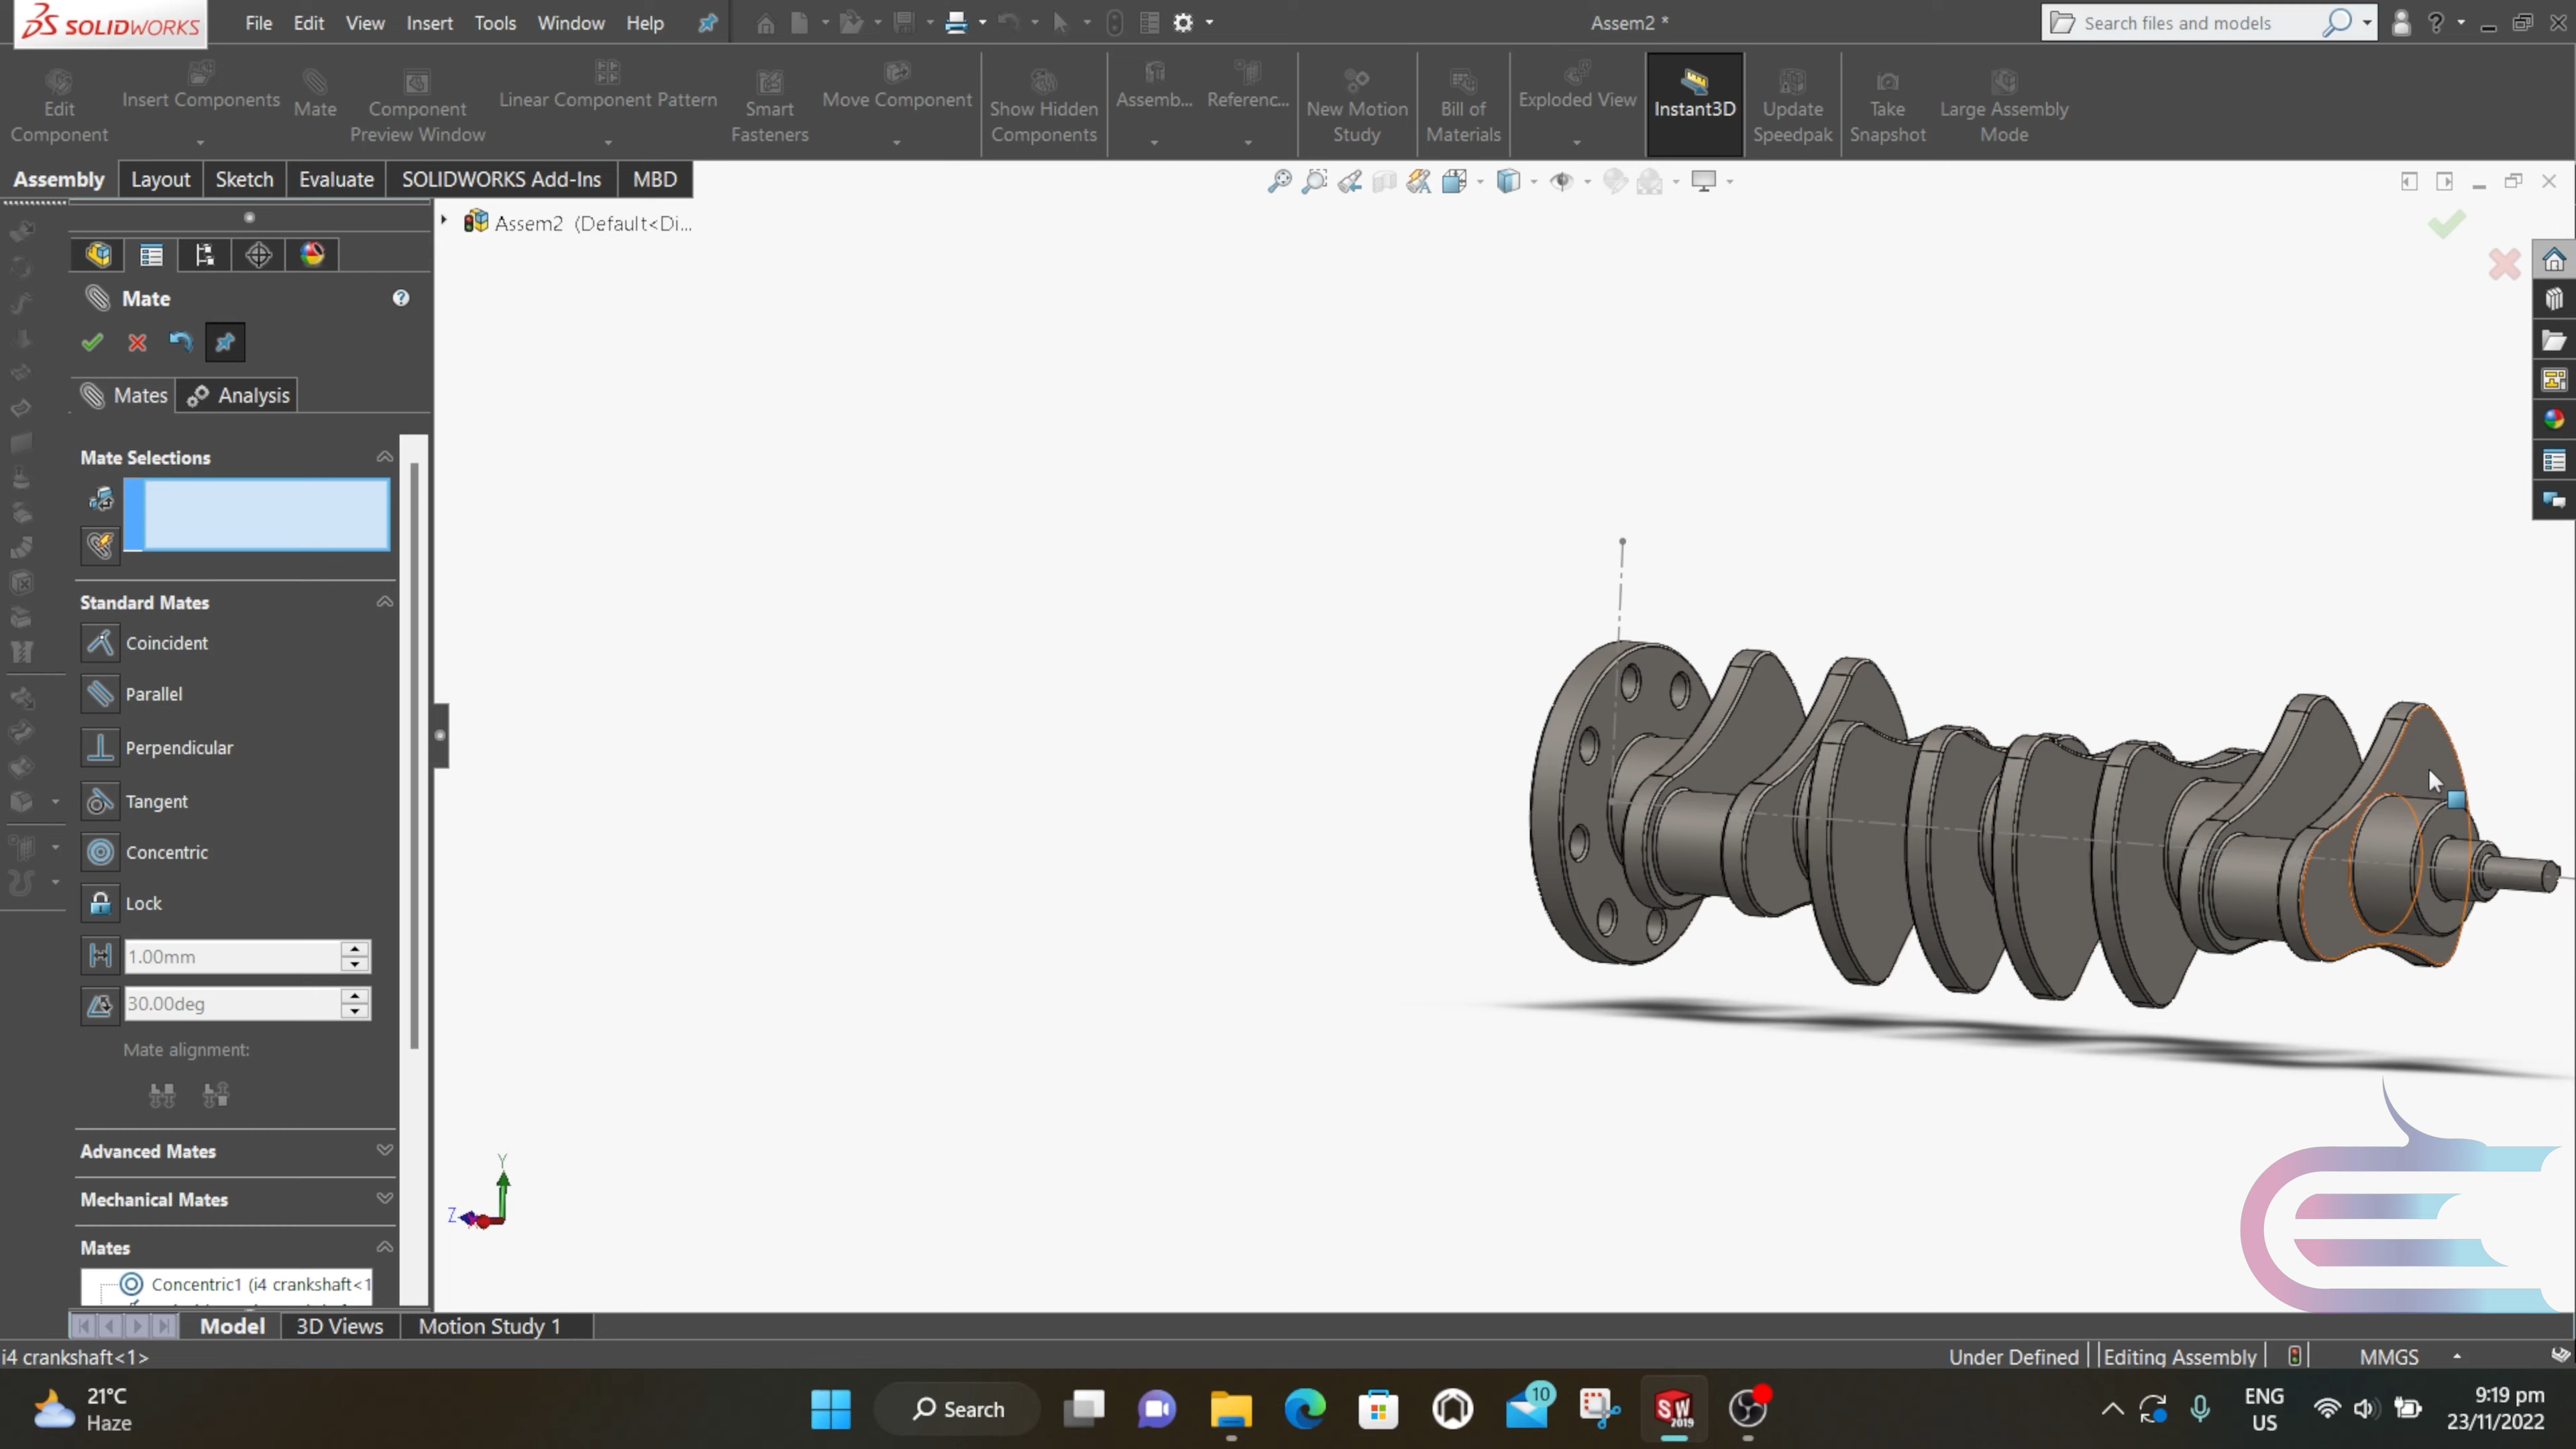 SOLIDWORKS File Edit View Insert Tools Window Help Assem2 * Search files and models ?
Edit Component Insert Components Mate Component Preview Window Linear Component Pattern Smart Fasteners Move Component Show Hidden Components Assemb... Referenc... New Motion Study Bill of Materials Exploded View Instant3D Update Speedpak Take Snapshot Large Assembly Mode
Assembly Layout Sketch Evaluate SOLIDWORKS Add-Ins MBD
Assem2 (Default<Di...
Mate ?
Mates Analysis
Mate Selections
Standard Mates
Coincident
Parallel
Perpendicular
Tangent
Concentric
Lock
1.00mm
30.00deg
Mate alignment:
Advanced Mates
Mechanical Mates
Mates
Concentric1 (i4 crankshaft<1
Y
Z
Model 3D Views Motion Study 1
i4 crankshaft<1> Under Defined Editing Assembly MMGS
21°C
Haze
Search
10
SW
2019
ENG
US
9:19 pm
23/11/2022